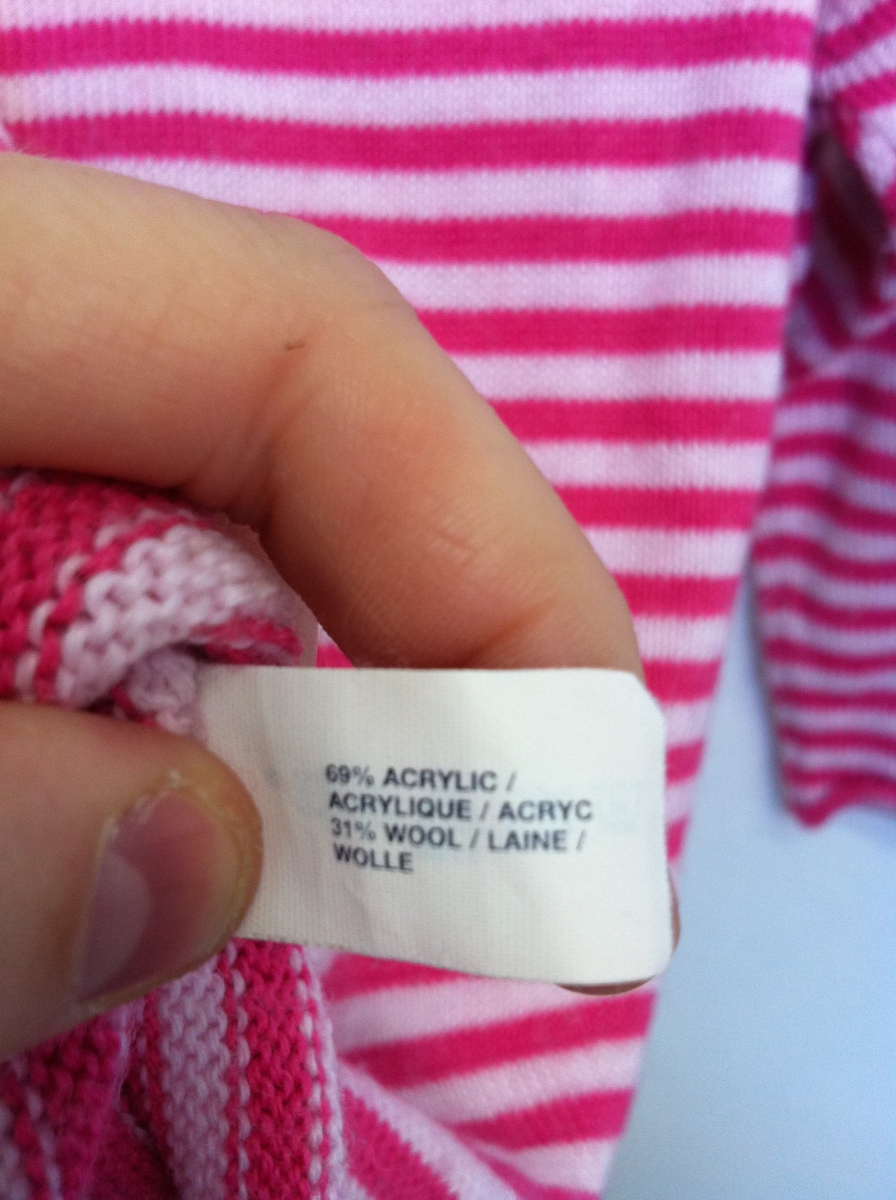 69% ACRYLIC /
ACRYLIQUE / ACRYC
31% WOOL / LAINE /
WOLLE